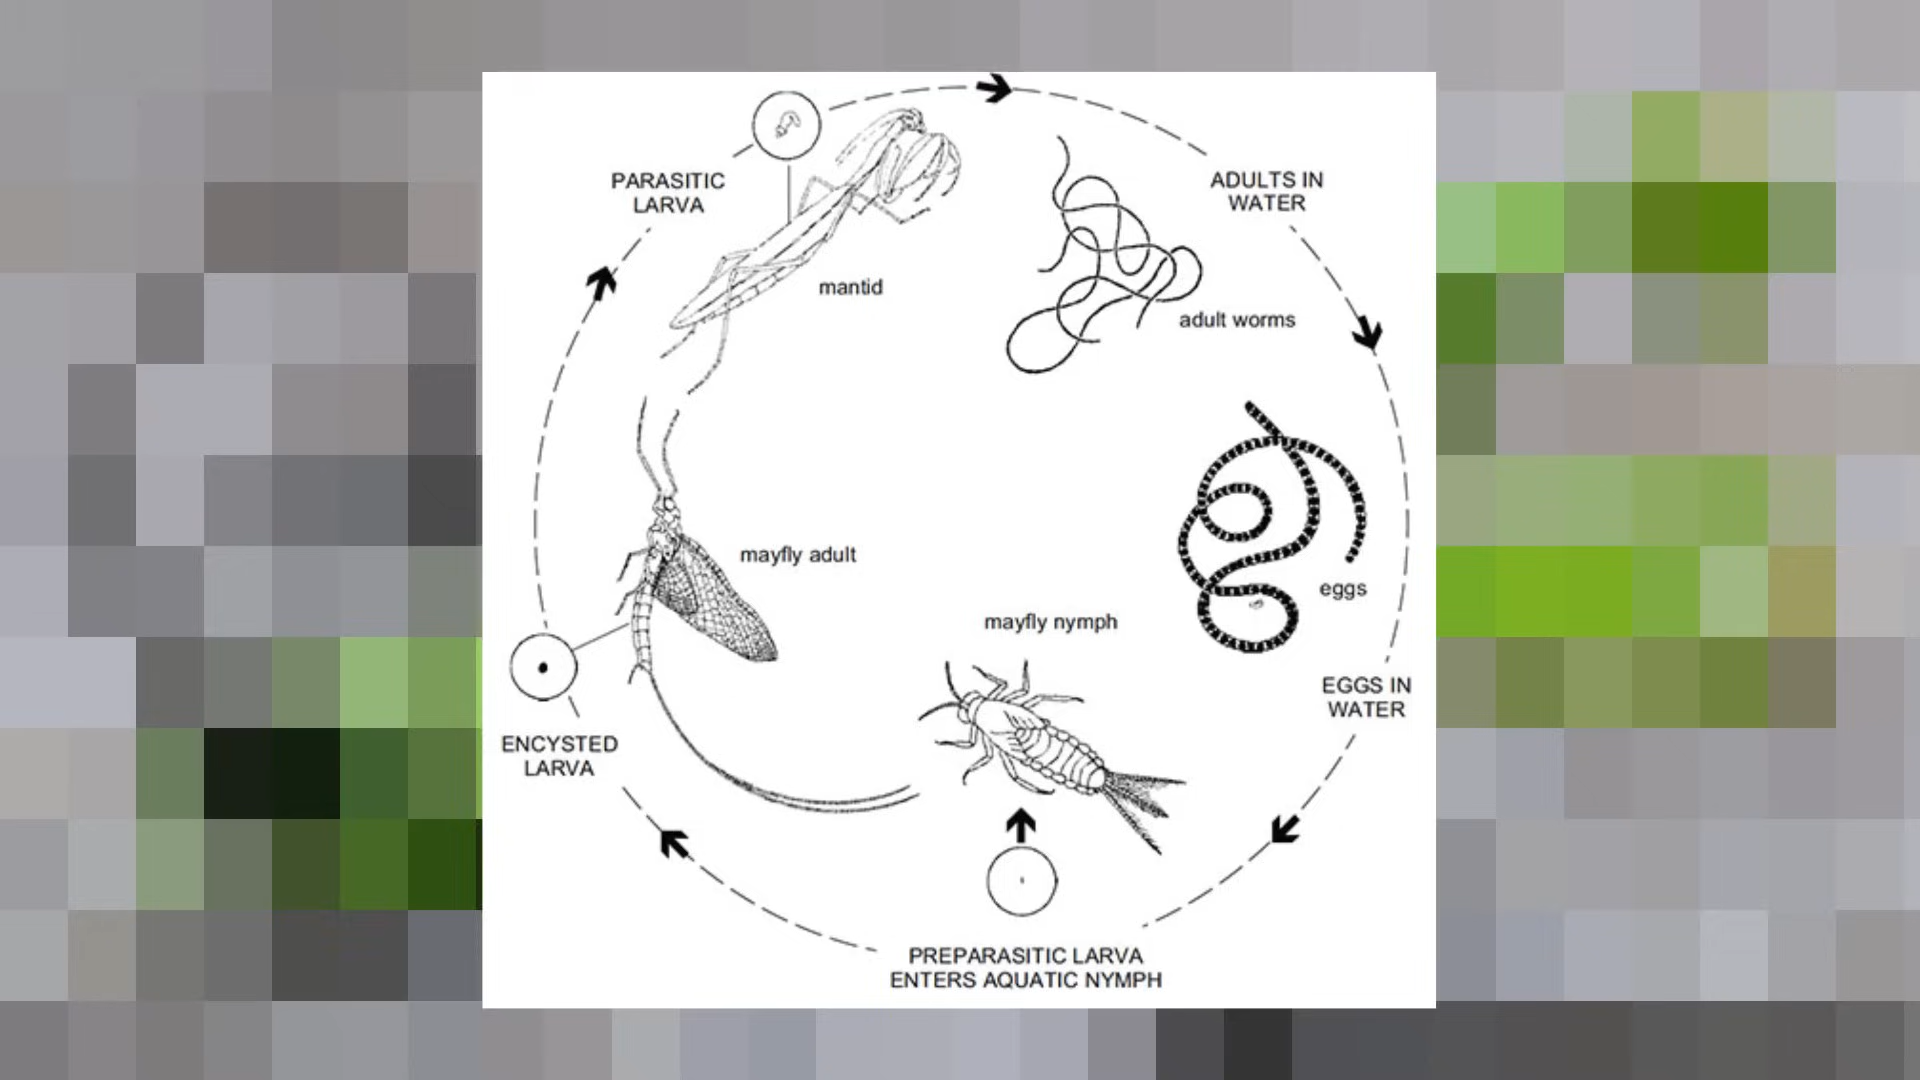 PARASITIC
LARVA
mantid
ADULTS IN
WATER
adult worms
eggs
EGGS IN
WATER
mayfly nymph
PREPARASITIC LARVA
ENTERS AQUATIC NYMPH
mayfly adult
ENCYSTED
LARVA